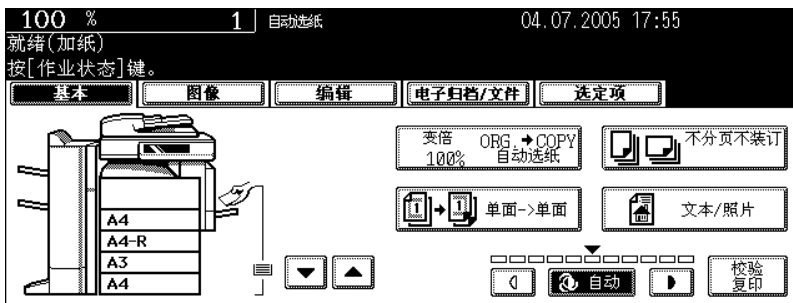 100 % 1 自动选纸 04.07.2005 17:55
就绪(加纸)
按[作业状态]键。
基本 图像 编辑 电子归档/文件 选定项
变倍 ORG.→COPY
100% 自动选纸
不分页不装订
1→1 单面->单面
文本/照片
A4
A4-R
A3
A4
自动
校验
复印